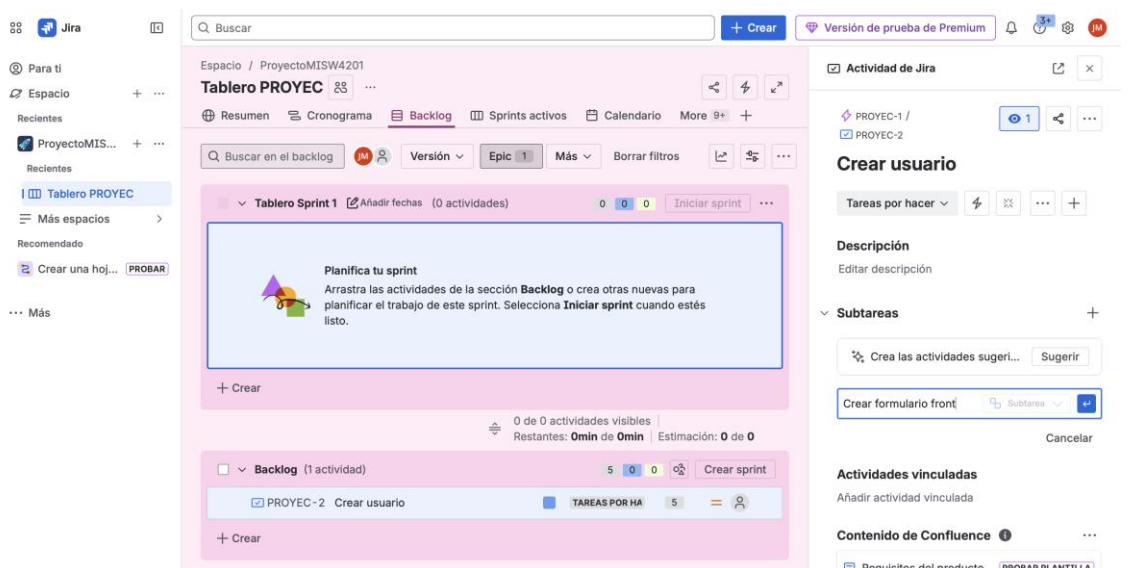 Jira
Buscar
Crear
Versión de prueba de Premium
3+
JM
Para ti
Espacio
Recientes
ProyectoMIS...
Recientes
Tablero PROYEC
Más espacios
Recomendado
Crear una hoj... PROBAR
Más
Espacio / ProyectoMISW4201
Tablero PROYEC
Resumen Cronograma Backlog Sprints activos Calendario More 9+
Buscar en el backlog JM Versión Epic 1 Más Borrar filtros
Tablero Sprint 1 Añadir fechas (0 actividades) 0 0 0 Iniciar sprint
Planifica tu sprint
Arrastra las actividades de la sección Backlog o crea otras nuevas para
planificar el trabajo de este sprint. Selecciona Iniciar sprint cuando estés
listo.
Crear
0 de 0 actividades visibles
Restantes: 0min de 0min Estimación: 0 de 0
Backlog (1 actividad) 5 0 0 Crear sprint
PROYEC-2 Crear usuario TAREAS POR HA 5
Crear
Actividad de Jira
PROYEC-1 /
PROYEC-2
1
Crear usuario
Tareas por hacer
Descripción
Editar descripción
Subtareas
Crea las actividades sugeri... Sugerir
Crear formulario front Subtarea
Cancelar
Actividades vinculadas
Añadir actividad vinculada
Contenido de Confluence
Requisitos del producto PROBAR PLANTILLA